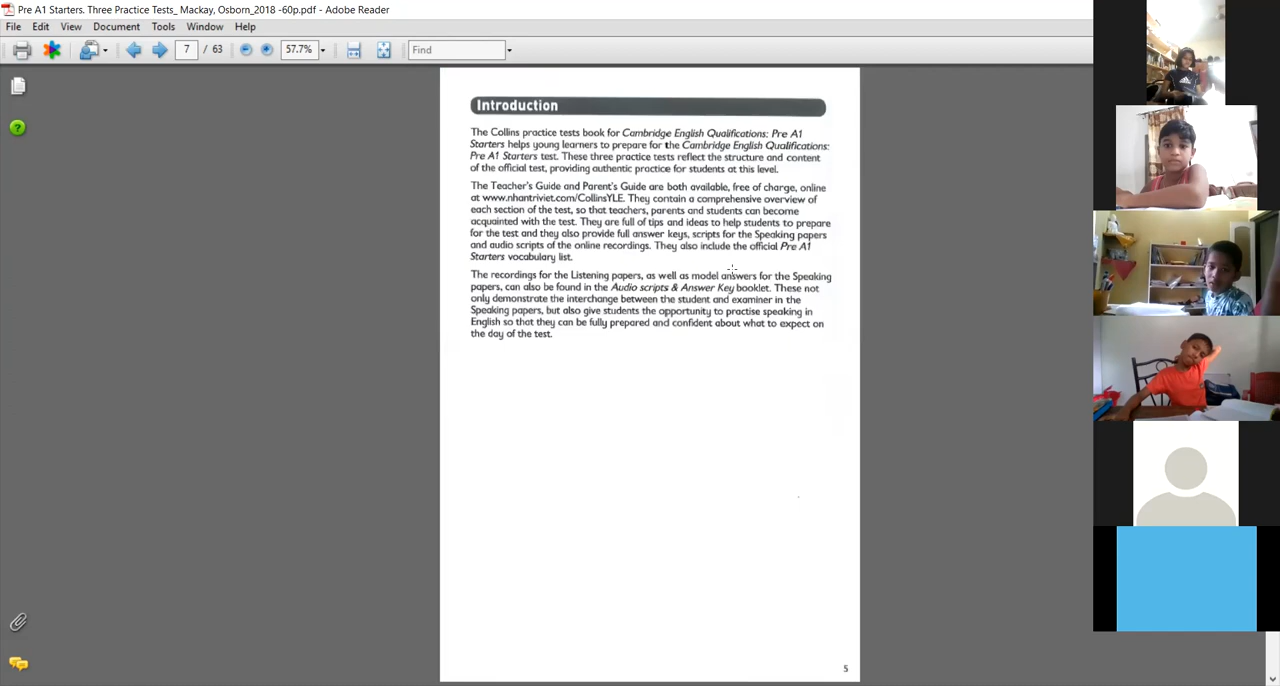 Pre A1 Starters. Three Practice Tests_ Mackay, Osborn_2018 -60p.pdf - Adobe Reader
File Edit View Document Tools Window Help
7 / 63 57.7% Find
Introduction
The Collins practice tests book for Cambridge English Qualifications: Pre A1
Starters helps young learners to prepare for the Cambridge English Qualifications:
Pre A1 Starters test. These three practice tests reflect the structure and content
of the official test, providing authentic practice for students at this level.
The Teacher's Guide and Parent's Guide are both available, free of charge, online
at www.nhantriviet.com/CollinsYLE. They contain a comprehensive overview of
each section of the test, so that teachers, parents and students can become
acquainted with the test. They are full of tips and ideas to help students to prepare
for the test and they also provide full answer keys, scripts for the Speaking papers
and audio scripts of the online recordings. They also include the official Pre A1
Starters vocabulary list.
The recordings for the Listening papers, as well as model answers for the Speaking
papers, can also be found in the Audio scripts & Answer Key booklet. These not
only demonstrate the interchange between the student and examiner in the
Speaking papers, but also give students the opportunity to practise speaking in
English so that they can be fully prepared and confident about what to expect on
the day of the test.
5